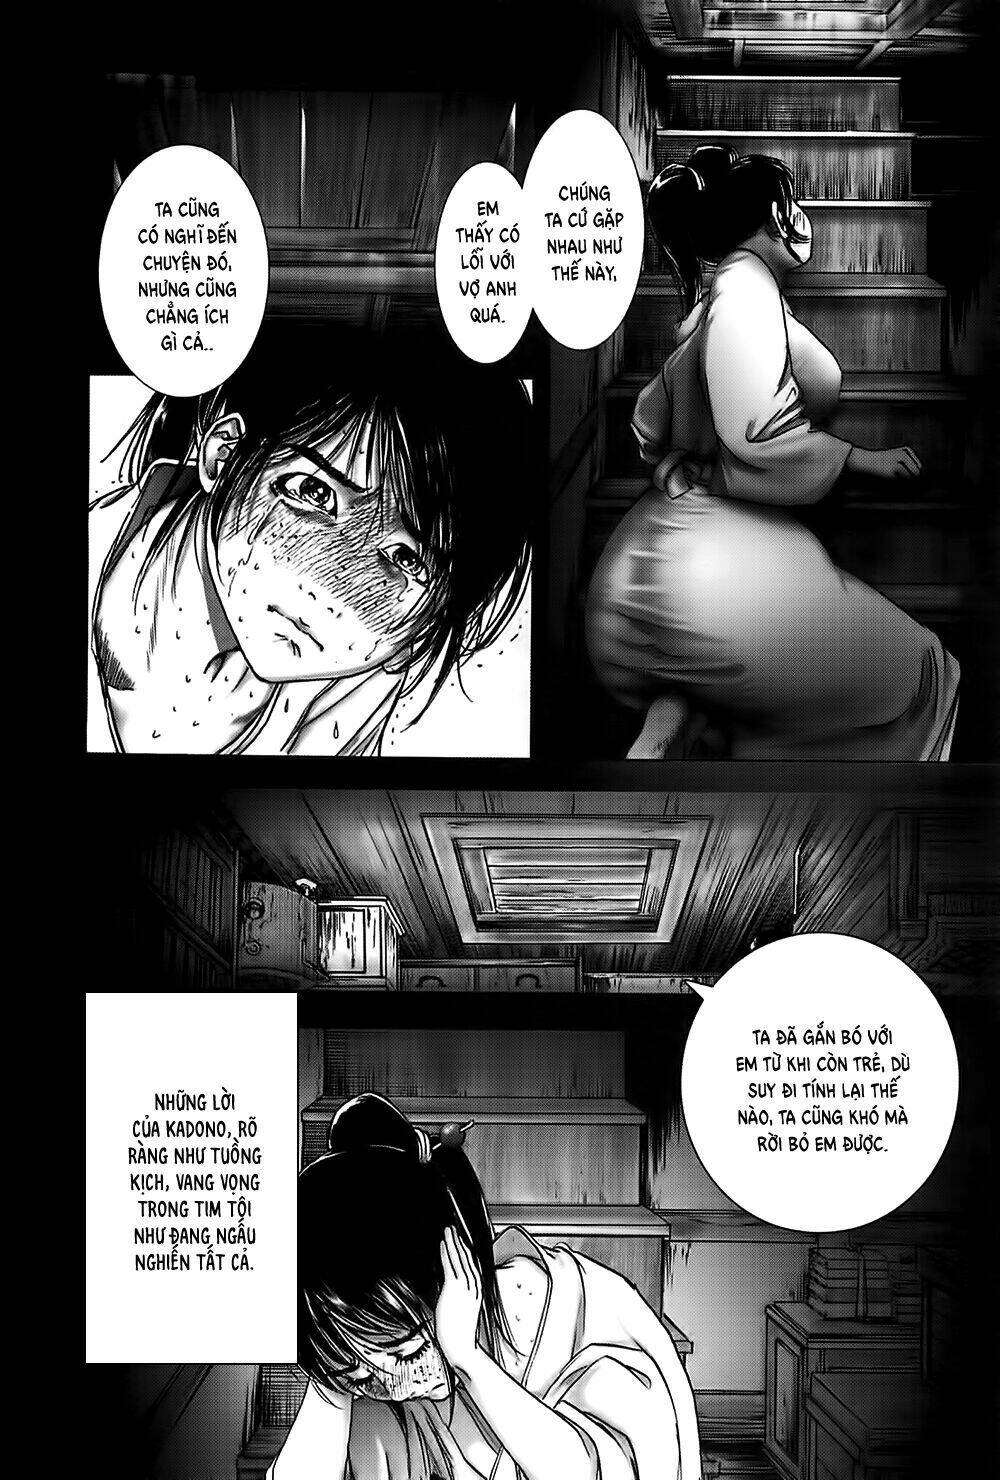 CHÚNG
TA CỨ GẶP
NHAU NHƯ
THẾ NÀY,
EM
THẤY CÓ
LỖI VỚI
VỢ ANH
QUÁ.
TA CŨNG
CÓ NGHĨ ĐẾN
CHUYỆN ĐÓ,
NHƯNG CŨNG
CHẲNG ÍCH
GÌ CẢ..
TA ĐÃ GẮN BÓ VỚI
EM TỪ KHI CÒN TRẺ, DÙ
SUY ĐI TÍNH LẠI THẾ
NÀO, TA CŨNG KHÓ MÀ
RỜI BỎ EM ĐƯỢC.
NHỮNG LỜI
CỦA KADONO, RÕ
RÀNG NHƯ TUỒNG
KỊCH, VANG VỌNG
TRONG TIM TÔI
NHƯ ĐANG NGẤU
NGHIẾN TẤT CẢ.